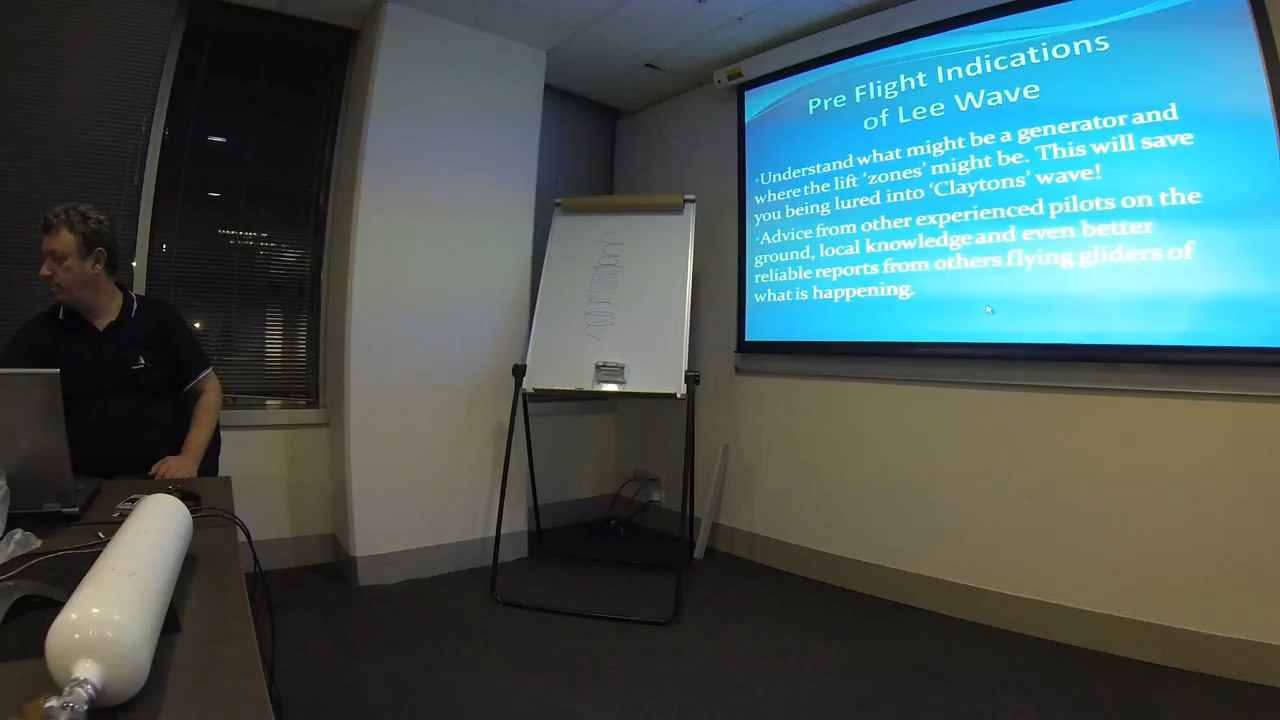 Pre Flight Indications
of Lee Wave
Understand what might be a generator and
where the lift ‘zones’ might be. This will save
you being lured into ‘Claytons’ wave!
Advice from other experienced pilots on the
ground, local knowledge and even better
reliable reports from others flying gliders of
what is happening.